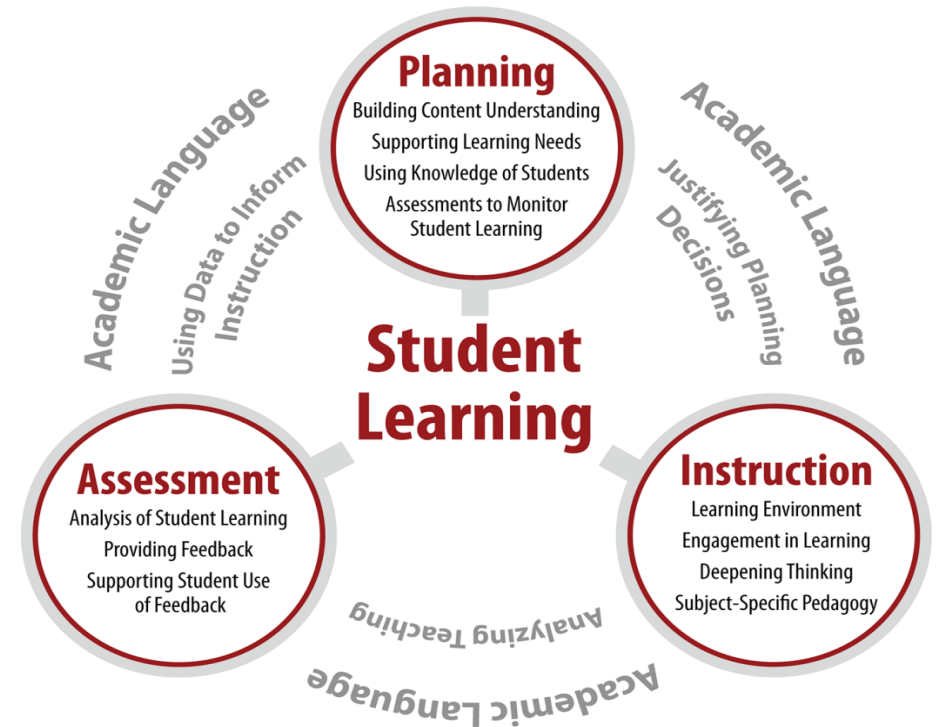 Planning
Building Content Understanding
Supporting Learning Needs
Using Knowledge of Students
Assessments to Monitor
Student Learning
Academic Language
Using Data to Inform
Instruction
Academic Language
Justifying Planning
Decisions
Student
Learning
Assessment
Analysis of Student Learning
Providing Feedback
Supporting Student Use
of Feedback
Instruction
Learning Environment
Engagement in Learning
Deepening Thinking
Subject-Specific Pedagogy
Analyzing Teaching
Academic Language